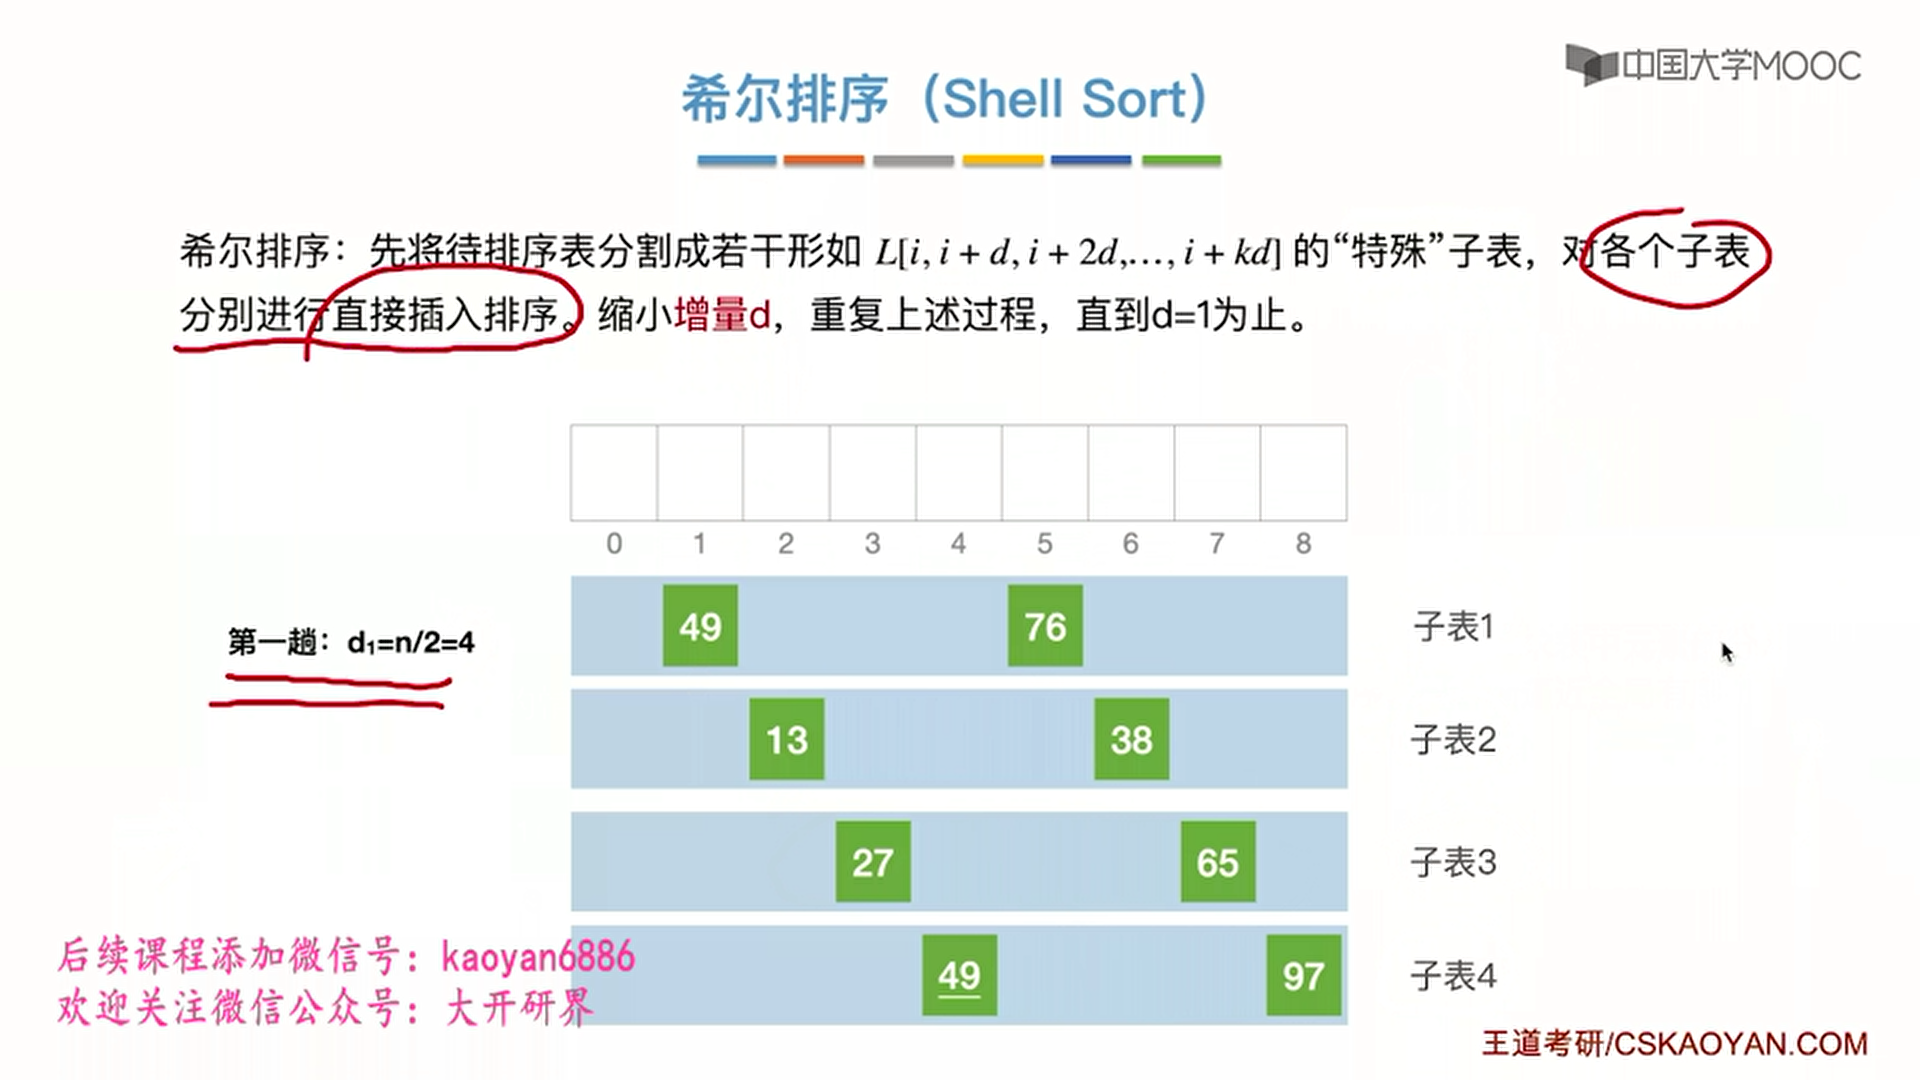 中国大学MOOC
希尔排序（Shell Sort）
希尔排序：先将待排序表分割成若干形如 L[i, i + d, i + 2d,…, i + kd] 的“特殊”子表，对各个子表
分别进行直接插入排序。缩小增量d，重复上述过程，直到d=1为止。
0 1 2 3 4 5 6 7 8
49 76 子表1
第一趟：d₁=n/2=4
13 38 子表2
27 65 子表3
49 97 子表4
后续课程添加微信号：kaoyan6886
欢迎关注微信公众号：大开研界
王道考研/CSKAOYAN.COM